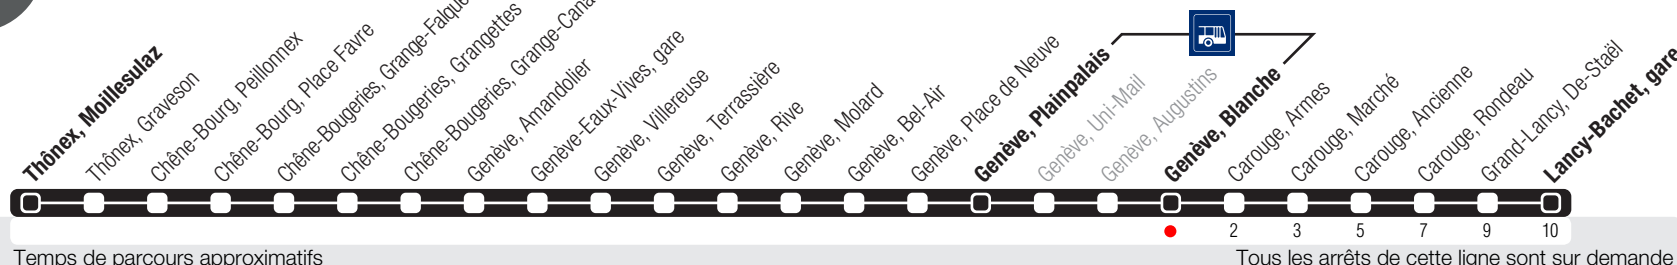 Thônex, Moillesulaz
Thônex, Graveson
Chêne-Bourg, Peillonnex
Chêne-Bourg, Place Favre
Chêne-Bougeries, Grange-Falque
Chêne-Bougeries, Grangettes
Chêne-Bougeries, Grange-Cana
Genève, Amandolier
Genève-Eaux-Vives, gare
Genève, Villereuse
Genève, Terrassière
Genève, Rive
Genève, Molard
Genève, Bel-Air
Genève, Place de Neuve
Genève, Plainpalais
Genève, Uni-Mail
Genève, Augustins
Genève, Blanche
Carouge, Armes
Carouge, Marché
Carouge, Ancienne
Carouge, Rondeau
Grand-Lancy, De-Staël
Lancy-Bachet, gare
2 3 5 7 9 10
Temps de parcours approximatifs
Tous les arrêts de cette ligne sont sur demande